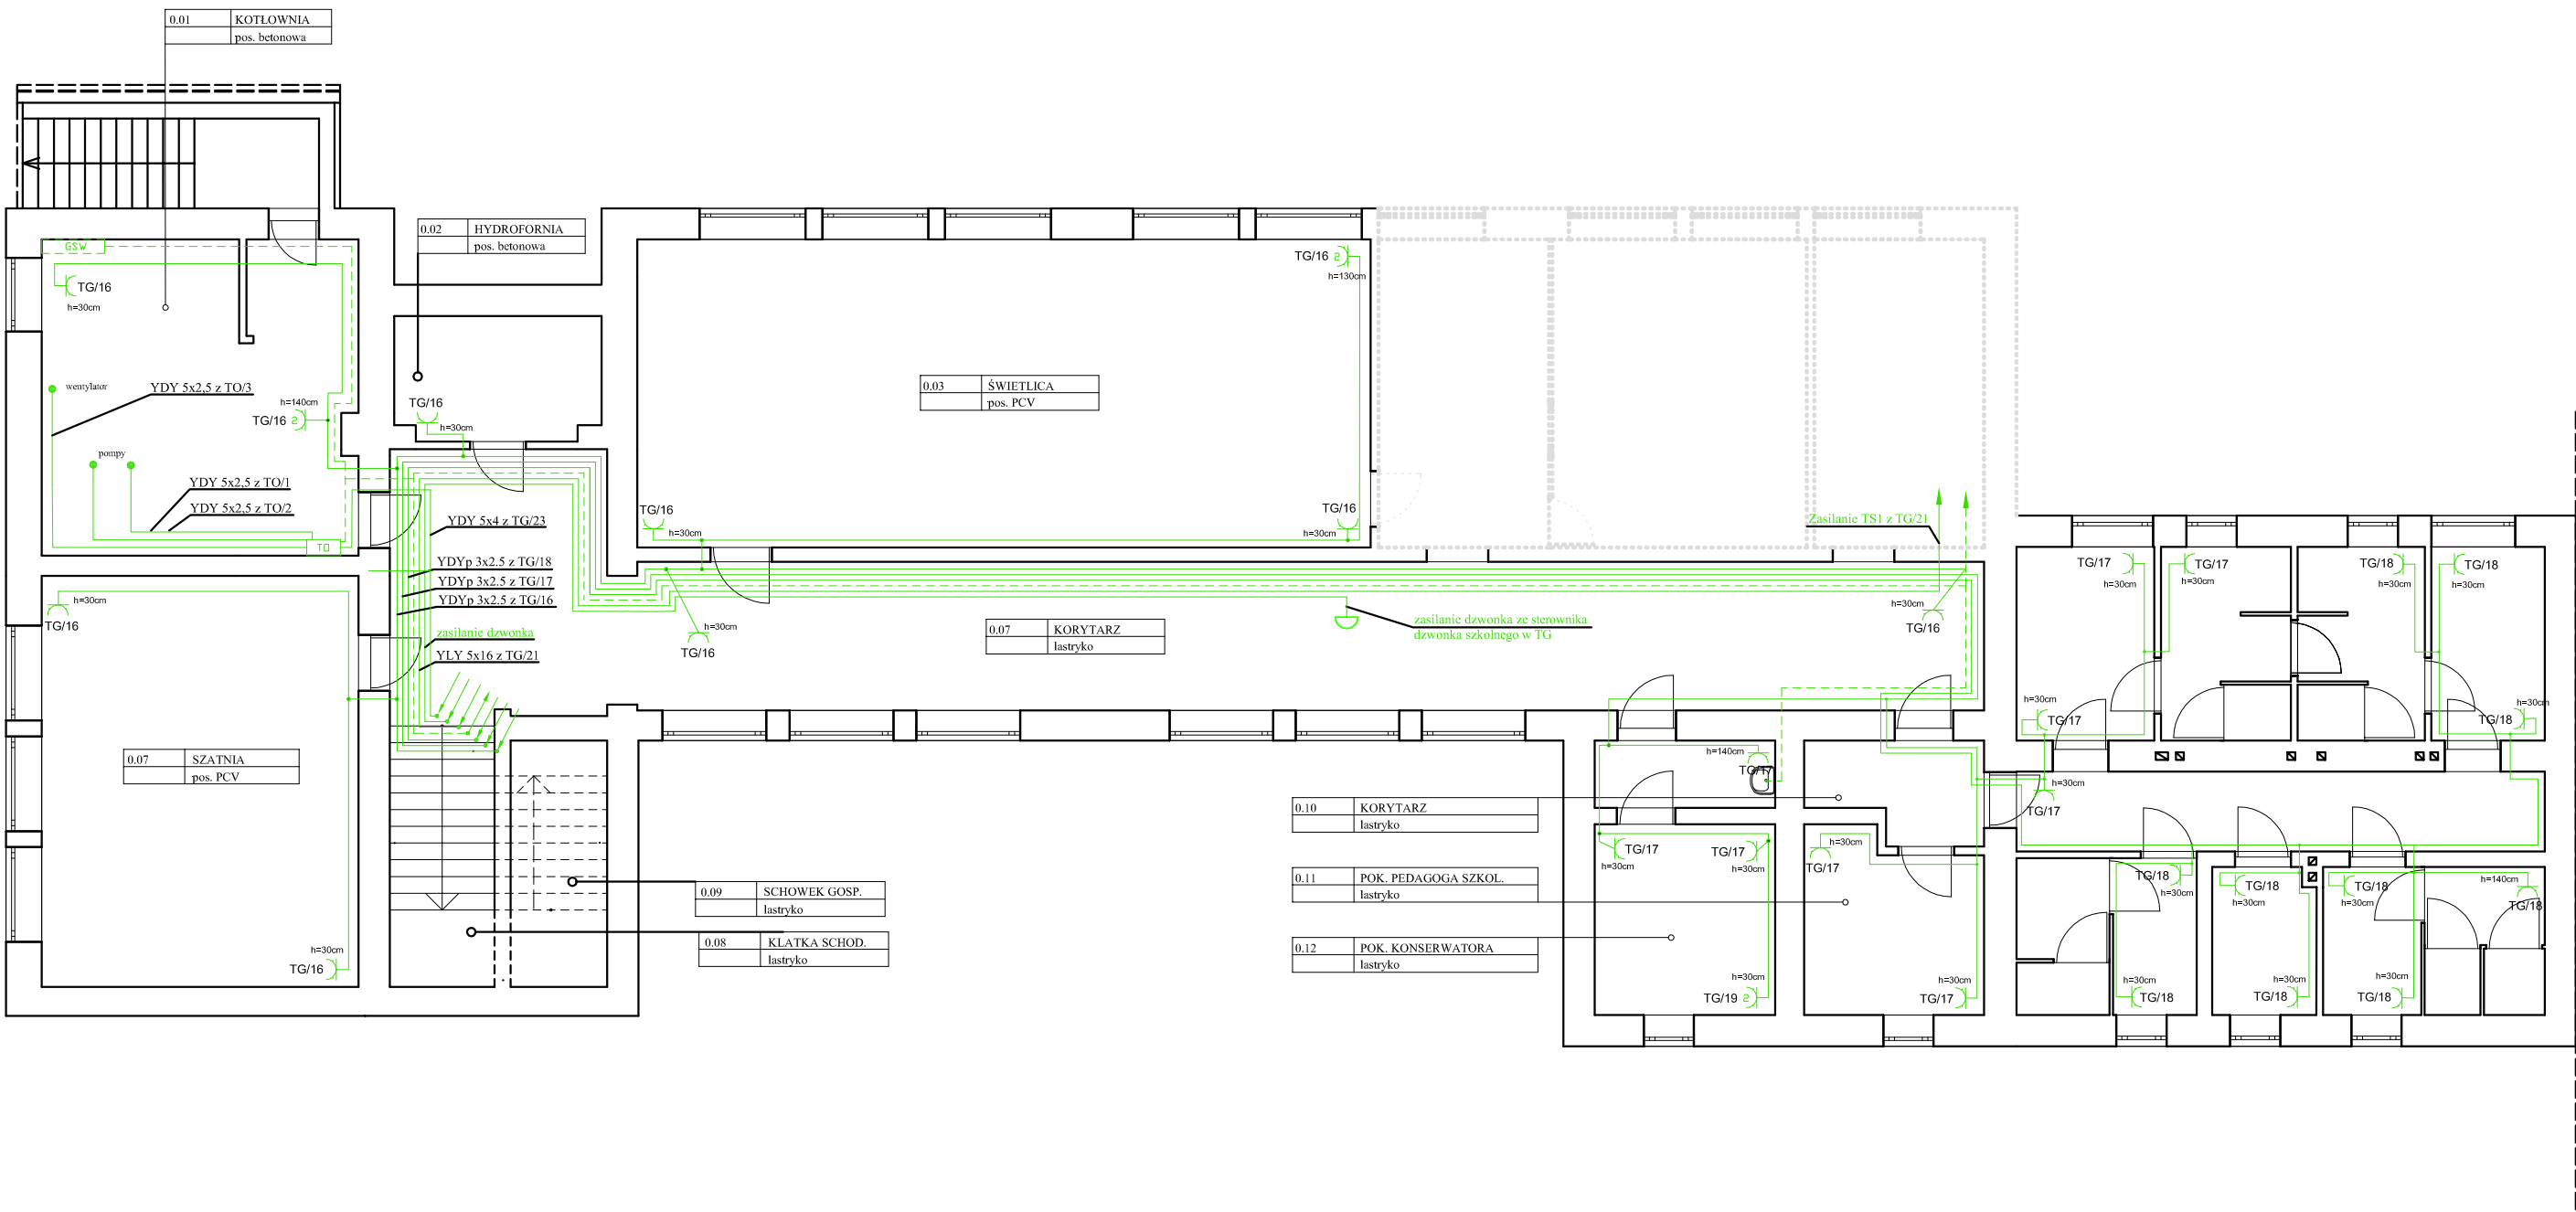 0.01 KOTŁOWNIA
pos. betonowa
0.02 HYDROFORNIA
pos. betonowa
GSW
TG/16
h=30cm
TG/16 2
h=130cm
wentylator
YDY 5x2,5 z TO/3
h=140cm
TG/16 2
TG/16
h=30cm
0.03 ŚWIETLICA
pos. PCV
pompy
YDY 5x2,5 z TO/1
YDY 5x2,5 z TO/2
TO
YDY 5x4 z TG/23
TG/16
h=30cm
TG/16
h=30cm
Zasilanie TS1 z TG/21
YDYp 3x2.5 z TG/18
YDYp 3x2.5 z TG/17
YDYp 3x2.5 z TG/16
zasilanie dzwonka
YLY 5x16 z TG/21
h=30cm
TG/16
h=30cm
TG/16
0.07 KORYTARZ
lastryko
zasilanie dzwonka ze sterownika
dzwonka szkolnego w TG
h=30cm
TG/16
TG/17
h=30cm
TG/17
h=30cm
TG/18
h=30cm
TG/18
h=30cm
h=30cm
TG/17
h=30cm
TG/18
0.07 SZATNIA
pos. PCV
h=140cm
TG/17
h=30cm
TG/17
0.10 KORYTARZ
lastryko
TG/17
h=30cm
TG/17
h=30cm
h=30cm
TG/17
0.11 POK. PEDAGOGA SZKOL.
lastryko
0.09 SCHOWEK GOSP.
lastryko
0.08 KLATKA SCHOD.
lastryko
0.12 POK. KONSERWATORA
lastryko
TG/18
h=30cm
TG/18
h=30cm
TG/18
h=30cm
h=140cm
TG/18
h=30cm
TG/16
h=30cm
TG/19 2
h=30cm
TG/17
h=30cm
TG/18
h=30cm
TG/18
h=30cm
TG/18